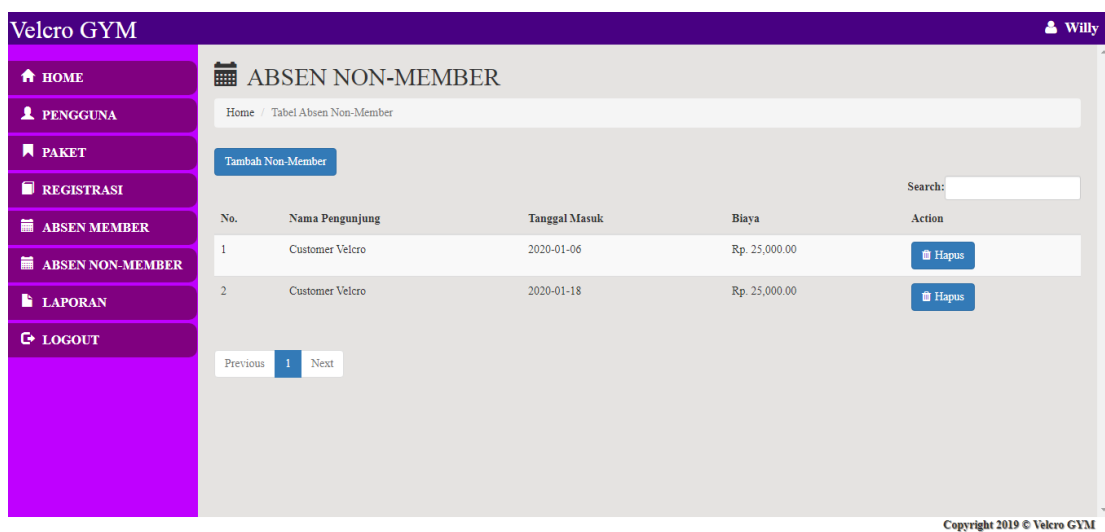 Velcro GYM
Willy
HOME
PENGGUNA
PAKET
REGISTRASI
ABSEN MEMBER
ABSEN NON-MEMBER
LAPORAN
LOGOUT
ABSEN NON-MEMBER
Home / Tabel Absen Non-Member
Tambah Non-Member
Search:
No. Nama Pengunjung Tanggal Masuk Biaya Action
1 Customer Velcro 2020-01-06 Rp. 25,000.00 Hapus
2 Customer Velcro 2020-01-18 Rp. 25,000.00 Hapus
Previous 1 Next
Copyright 2019 © Velcro GYM